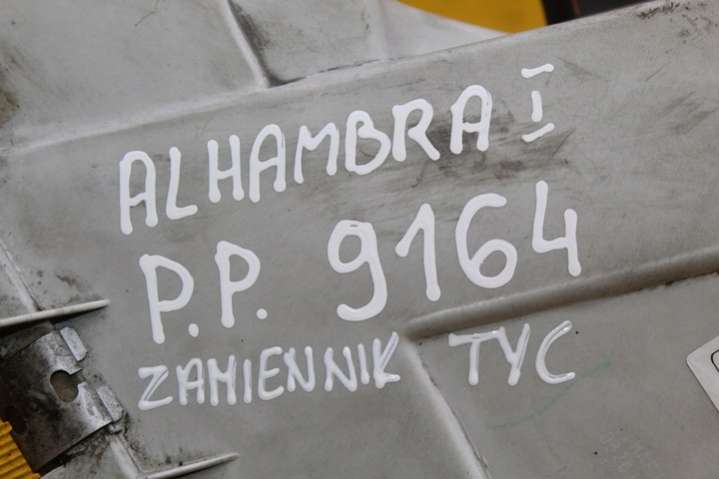 ALHAMBRA I
P.P. 9164
ZAMIENNIK TYC